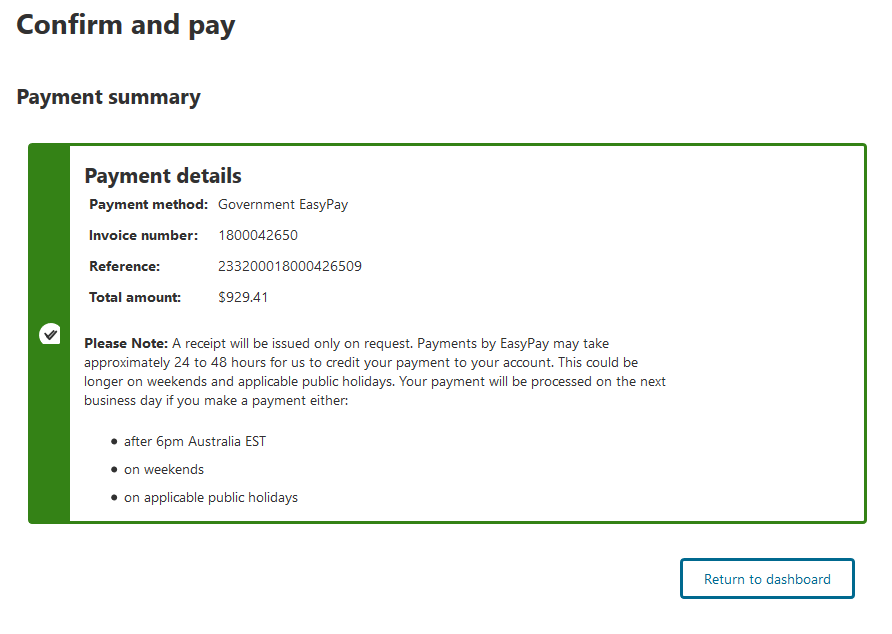 Confirm and pay
Payment summary
Payment details
Payment method: Government EasyPay
Invoice number: 1800042650
Reference: 233200018000426509
Total amount: $929.41
Please Note: A receipt will be issued only on request. Payments by EasyPay may take
approximately 24 to 48 hours for us to credit your payment to your account. This could be
longer on weekends and applicable public holidays. Your payment will be processed on the next
business day if you make a payment either:
• after 6pm Australia EST
• on weekends
• on applicable public holidays
Return to dashboard